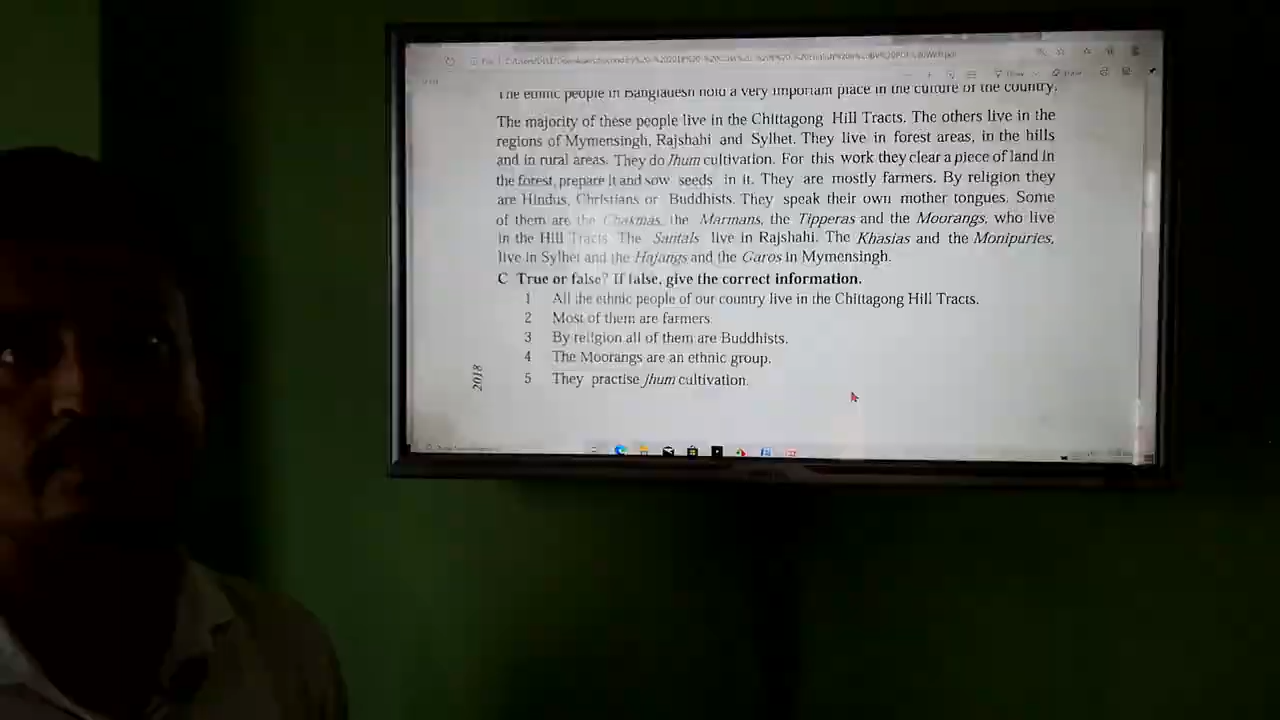 The ethnic people in Bangladesh hold a very important place in the culture of the country.
The majority of these people live in the Chittagong Hill Tracts. The others live in the
regions of Mymensingh, Rajshahi and Sylhet. They live in forest areas, in the hills
and in rural areas. They do Jhum cultivation. For this work they clear a piece of land in
the forest, prepare it and sow seeds in it. They are mostly farmers. By religion they
are Hindus, Christians or Buddhists. They speak their own mother tongues. Some
of them are the Chakmas, the Marmans, the Tipperas and the Moorangs, who live
in the Hill Tracts. The Santals live in Rajshahi. The Khasias and the Monipuries,
live in Sylhet and the Hajangs and the Garos in Mymensingh.
C True or false? If false, give the correct information.
1 All the ethnic people of our country live in the Chittagong Hill Tracts.
2 Most of them are farmers.
3 By religion all of them are Buddhists.
4 The Moorangs are an ethnic group.
5 They practise jhum cultivation.
2018